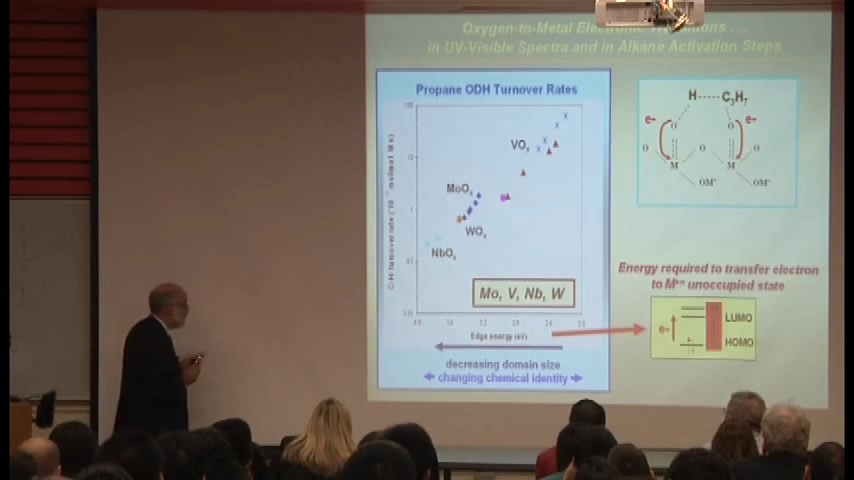 Oxygen-to-Metal Electronic Transitions ....
in UV-Visible Spectra and in Alkane Activation Steps
Propane ODH Turnover Rates
VOx
MoOx
WOx
NbOx
Mo, V, Nb, W
Edge energy (eV)
decreasing domain size
changing chemical identity
H C3H7
e- e-
O O
O M O M O
OM' OM'
Energy required to transfer electron
to M+n unoccupied state
e- LUMO
HOMO